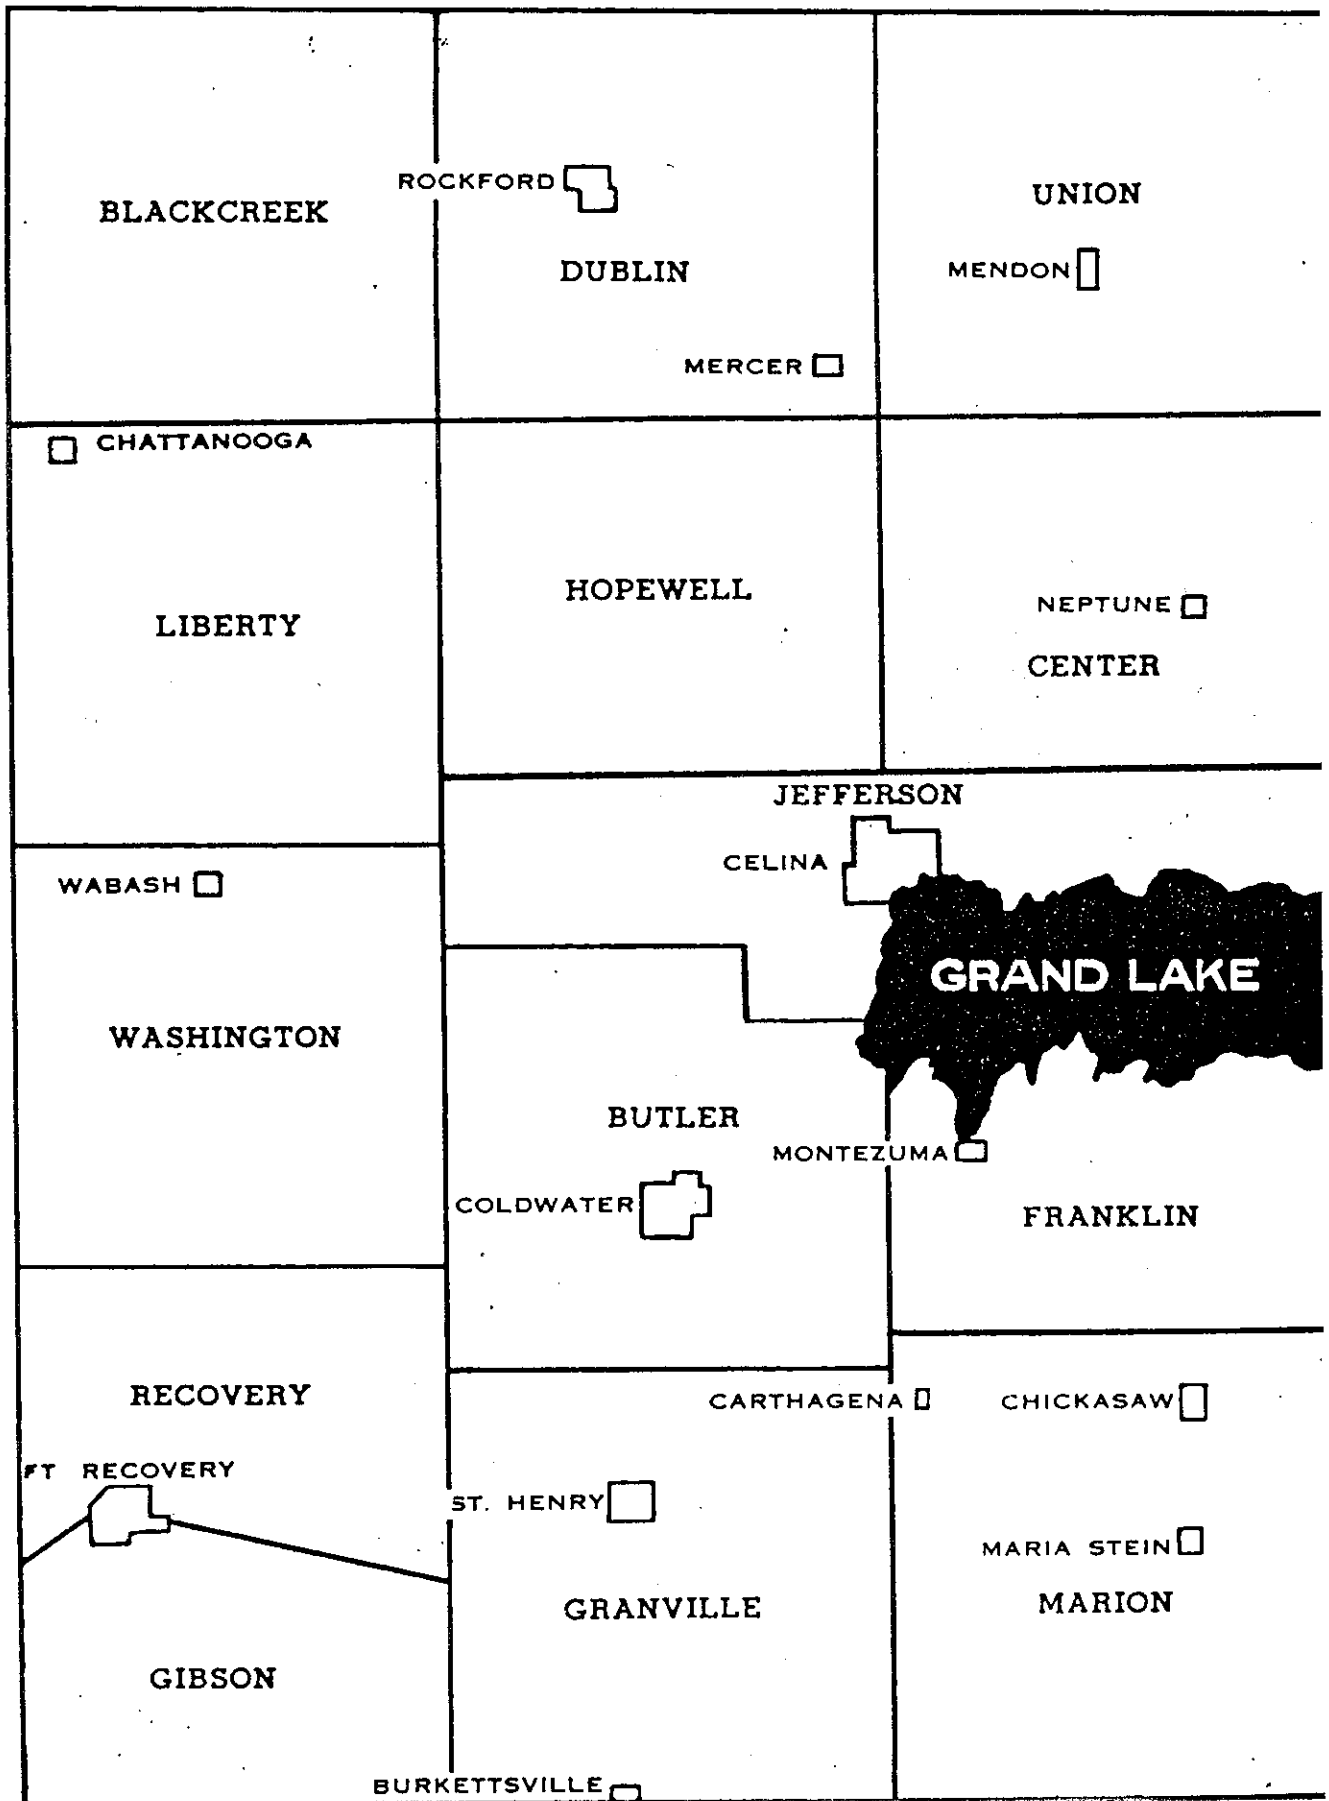 ROCKFORD
UNION
BLACKCREEK
DUBLIN
MENDON
MERCER
CHATTANOOGA
HOPEWELL
NEPTUNE
LIBERTY
CENTER
JEFFERSON
CELINA
WABASH
GRAND LAKE
WASHINGTON
BUTLER
MONTEZUMA
COLDWATER
FRANKLIN
RECOVERY
CARTHAGENA
CHICKASAW
FT RECOVERY
ST. HENRY
MARIA STEIN
MARION
GRANVILLE
GIBSON
BURKETTSVILLE